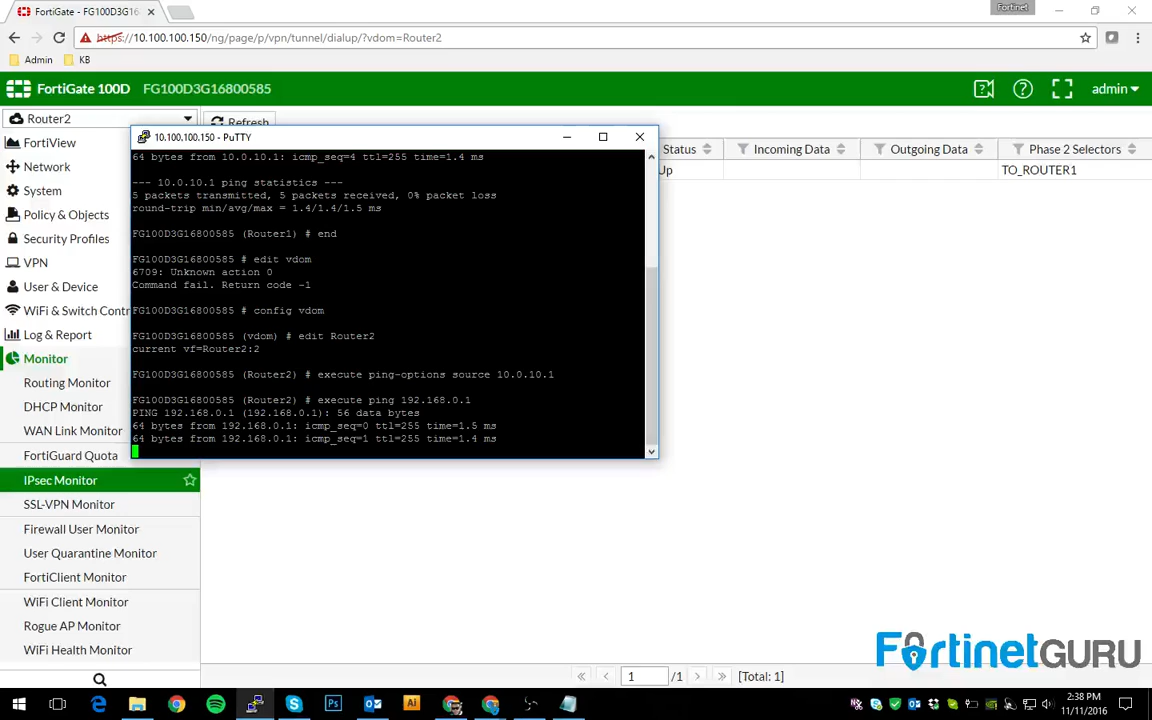 FortiGate - FG100D3G16
Fortinet
https://10.100.100.150/ng/page/p/vpn/tunnel/dialup/?vdom=Router2
Admin
KB
FortiGate 100D
FG100D3G16800585
admin
Router2
Refresh
10.100.100.150 - PuTTY
Status
Incoming Data
Outgoing Data
Phase 2 Selectors
Up
TO_ROUTER1
FortiView
Network
System
Policy & Objects
Security Profiles
VPN
User & Device
WiFi & Switch Contr
Log & Report
Monitor
Routing Monitor
DHCP Monitor
WAN Link Monitor
FortiGuard Quota
IPsec Monitor
SSL-VPN Monitor
Firewall User Monitor
User Quarantine Monitor
FortiClient Monitor
WiFi Client Monitor
Rogue AP Monitor
WiFi Health Monitor
64 bytes from 10.0.10.1: icmp_seq=4 ttl=255 time=1.4 ms
--- 10.0.10.1 ping statistics ---
5 packets transmitted, 5 packets received, 0% packet loss
round-trip min/avg/max = 1.4/1.4/1.5 ms
FG100D3G16800585 (Router1) # end
FG100D3G16800585 # edit vdom
6709: Unknown action 0
Command fail. Return code -1
FG100D3G16800585 # config vdom
FG100D3G16800585 (vdom) # edit Router2
current vf=Router2:2
FG100D3G16800585 (Router2) # execute ping-options source 10.0.10.1
FG100D3G16800585 (Router2) # execute ping 192.168.0.1
PING 192.168.0.1 (192.168.0.1): 56 data bytes
64 bytes from 192.168.0.1: icmp_seq=0 ttl=255 time=1.5 ms
64 bytes from 192.168.0.1: icmp_seq=1 ttl=255 time=1.4 ms
FortinetGURU
1 /1 [Total: 1]
2:38 PM
11/11/2016